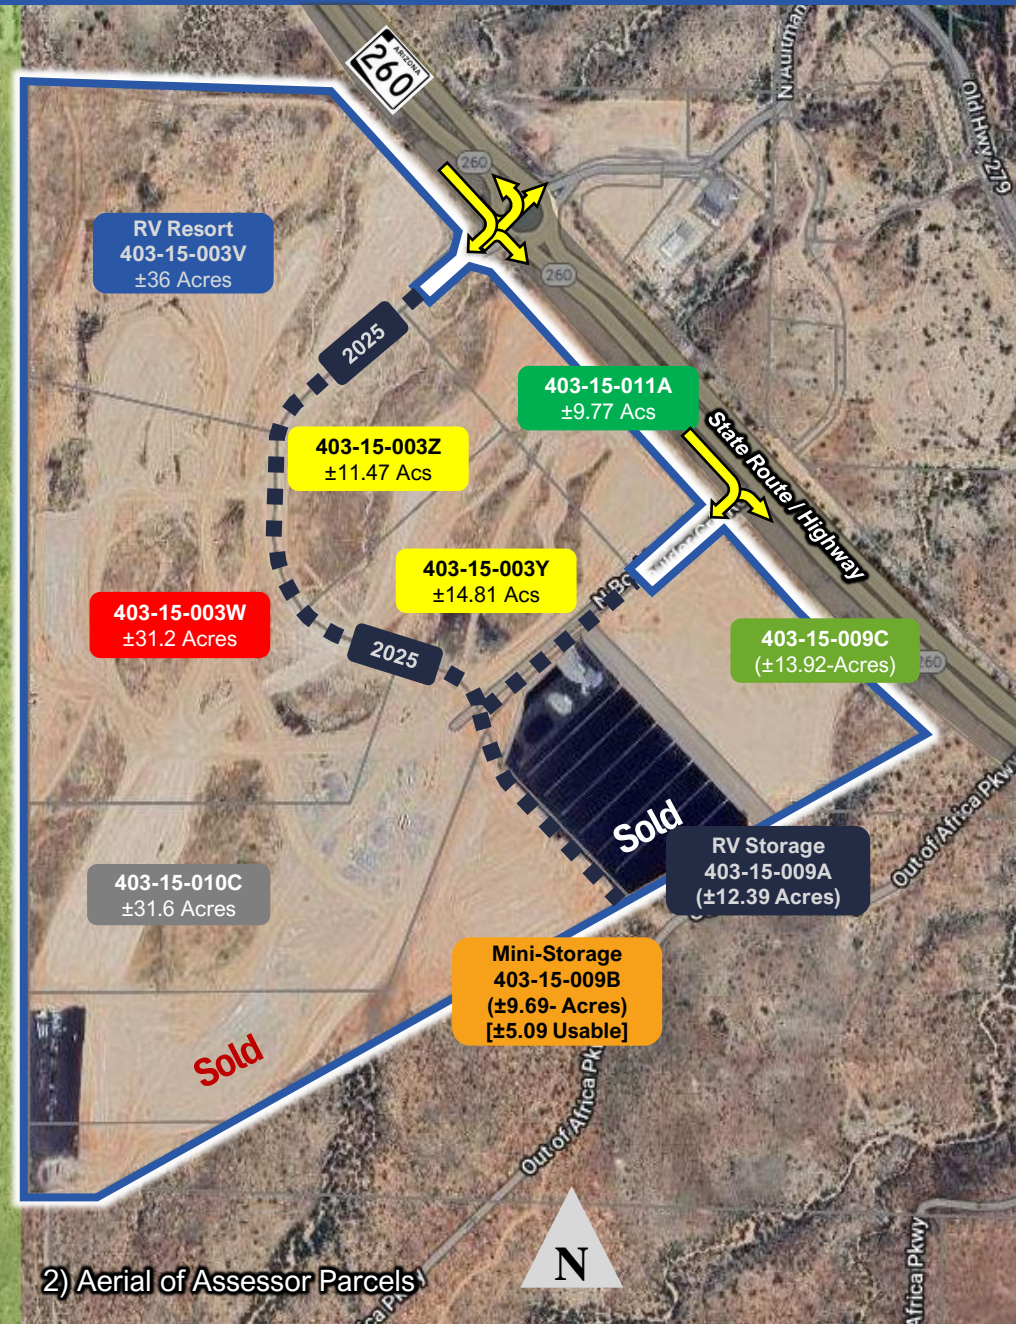 ARIZONA
260
N Aultman
Old Hwy 279
260
RV Resort
403-15-003V
±36 Acres
260
2025
403-15-011A
±9.77 Acs
State Route / Highway
403-15-003Z
±11.47 Acs
403-15-003Y
±14.81 Acs
403-15-003W
±31.2 Acres
403-15-009C
(±13.92-Acres)
260
2025
Sold
RV Storage
403-15-009A
(±12.39 Acres)
Out of Africa Pkwy
403-15-010C
±31.6 Acres
Mini-Storage
403-15-009B
(±9.69- Acres)
[±5.09 Usable]
Sold
Out of Africa Pk
Africa Pkwy
N
2) Aerial of Assessor Parcels